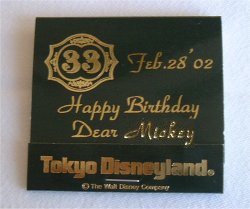 33 Feb. 28 '02
Happy Birthday
Dear Mickey
Tokyo Disneyland®
© The Walt Disney Company